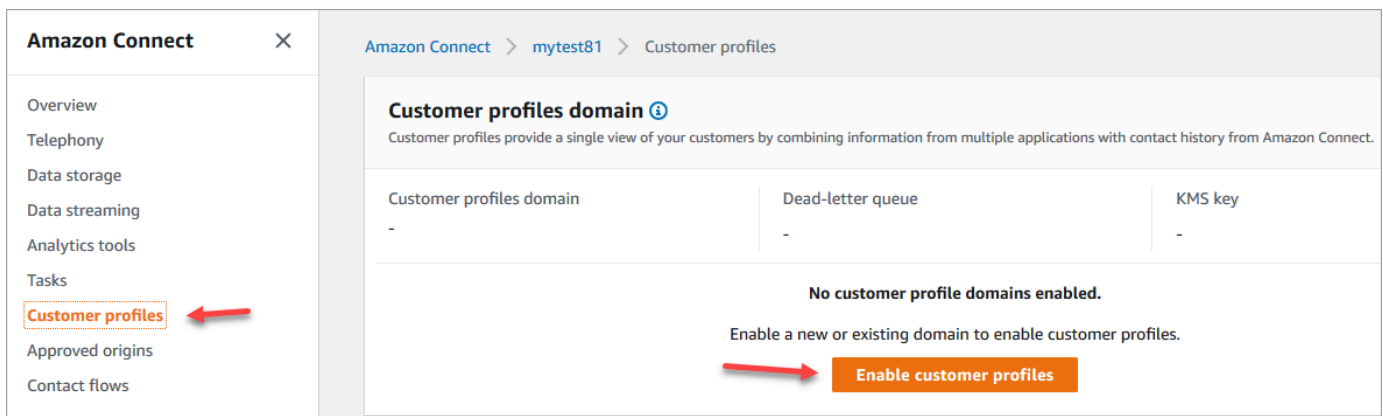 Amazon Connect
Overview
Telephony
Data storage
Data streaming
Analytics tools
Tasks
Customer profiles
Approved origins
Contact flows
Amazon Connect > mytest81 > Customer profiles
Customer profiles domain
Customer profiles provide a single view of your customers by combining information from multiple applications with contact history from Amazon Connect.
Customer profiles domain Dead-letter queue KMS key
- - -
No customer profile domains enabled.
Enable a new or existing domain to enable customer profiles.
Enable customer profiles